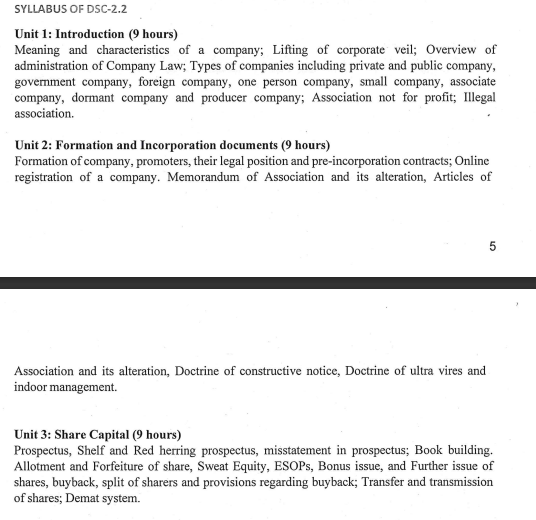 SYLLABUS OF DSC-2.2
Unit 1: Introduction (9 hours)
Meaning and characteristics of a company; Lifting of corporate veil; Overview of
administration of Company Law; Types of companies including private and public company,
government company, foreign company, one person company, small company, associate
company, dormant company and producer company; Association not for profit; Illegal
association.
Unit 2: Formation and Incorporation documents (9 hours)
Formation of company, promoters, their legal position and pre-incorporation contracts; Online
registration of a company. Memorandum of Association and its alteration, Articles of
5
Association and its alteration, Doctrine of constructive notice, Doctrine of ultra vires and
indoor management.
Unit 3: Share Capital (9 hours)
Prospectus, Shelf and Red herring prospectus, misstatement in prospectus; Book building.
Allotment and Forfeiture of share, Sweat Equity, ESOPs, Bonus issue, and Further issue of
shares, buyback, split of sharers and provisions regarding buyback; Transfer and transmission
of shares; Demat system.